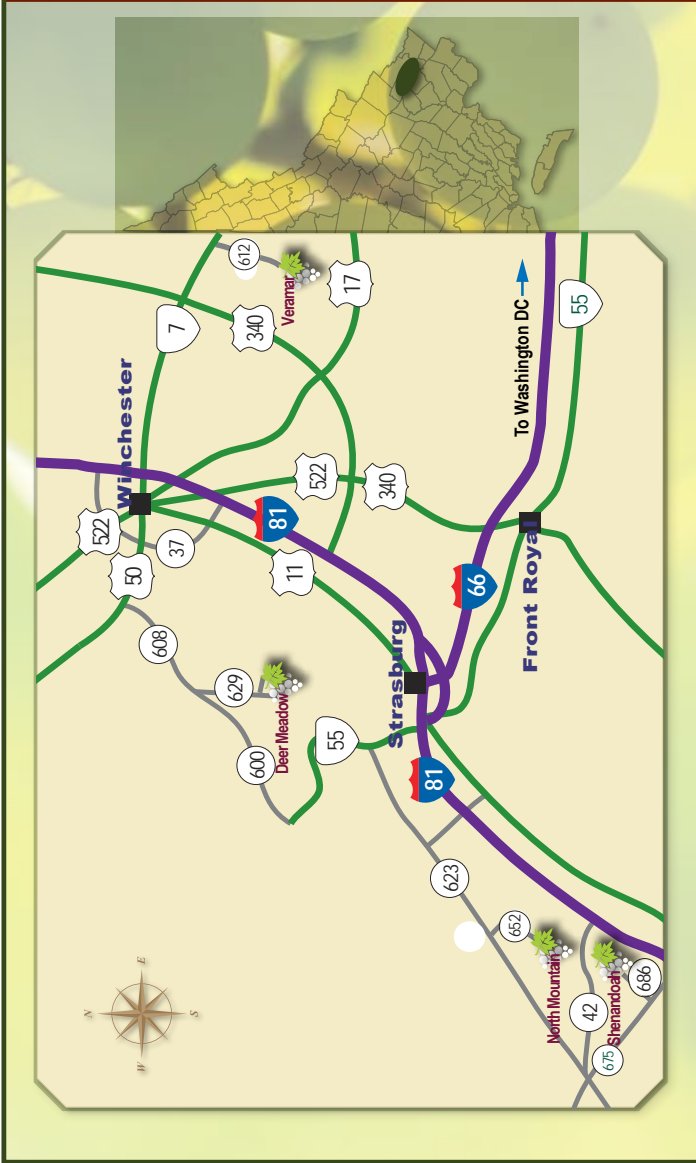 612
Veramar
7
340
17
Winchester
To Washington DC
55
522
50
37
522
340
81
11
66
Front Royal
608
629
Deer Meadow
600
55
Strasburg
81
623
652
North Mountain
42
Shenandoah
686
675
N
E
S
W